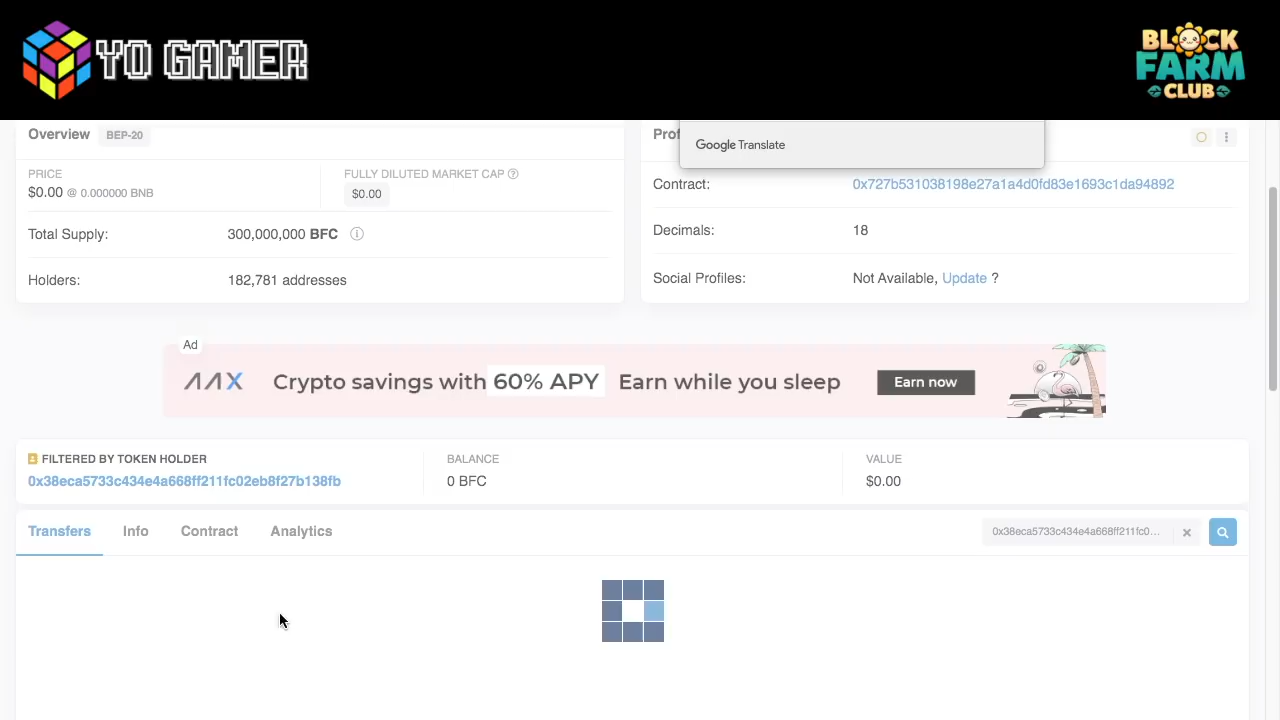 YO GAMER
BLOCK
FARM
CLUB
Overview BEP-20
Google Translate
PRICE
$0.00 @ 0.000000 BNB
FULLY DILUTED MARKET CAP
$0.00
Contract: 0x727b531038198e27a1a4d0fd83e1693c1da94892
Total Supply: 300,000,000 BFC
Decimals: 18
Holders: 182,781 addresses
Social Profiles: Not Available, Update ?
Ad
AAX Crypto savings with 60% APY Earn while you sleep Earn now
FILTERED BY TOKEN HOLDER
0x38eca5733c434e4a668ff211fc02eb8f27b138fb
BALANCE
0 BFC
VALUE
$0.00
Transfers Info Contract Analytics
0x38eca5733c434e4a668ff211fc0...